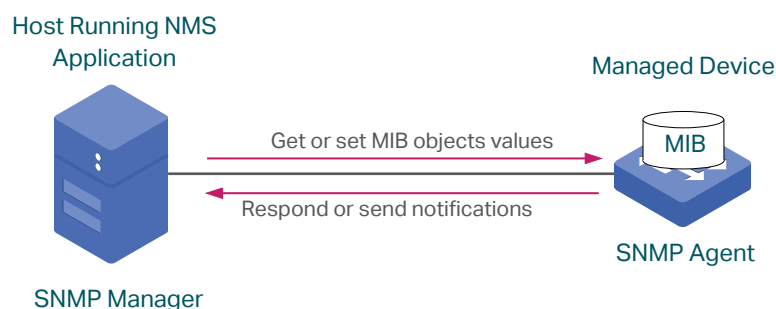 Host Running NMS
Application
Managed Device
MIB
Get or set MIB objects values
Respond or send notifications
SNMP Agent
SNMP Manager